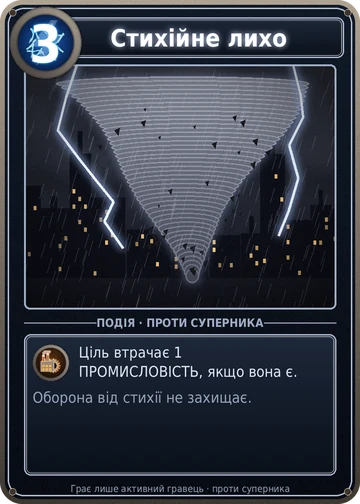 3
Стихійне лихо
ПОДІЯ · ПРОТИ СУПЕРНИКА
Ціль втрачає 1
ПРОМИСЛОВІСТЬ, якщо вона є.
Оборона від стихії не захищає.
Грає лише активний гравець · проти суперника